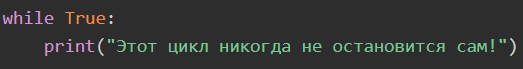 while True:
    print("Этот цикл никогда не остановится сам!")